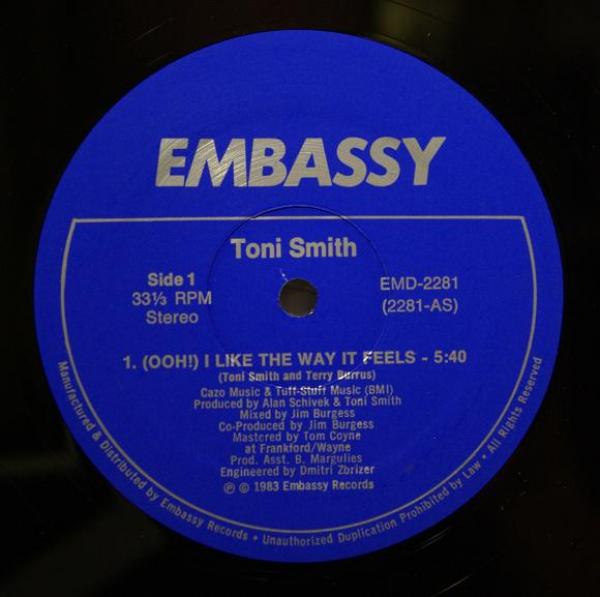 EMBASSY
Toni Smith
Side 1
33⅓ RPM
Stereo
EMD-2281
(2281-AS)
1. (OOH!) I LIKE THE WAY IT FEELS - 5:40
(Toni Smith and Terry Burrus)
Cazo Music & Tuff-Stuff Music (BMI)
Produced by Alan Schivek & Toni Smith
Mixed by Jim Burgess
Co-Produced by Jim Burgess
Mastered by Tom Coyne
at Frankford/Wayne
Prod. Asst. B. Margulies
Engineered by Dmitri Zbrizer
℗ © 1983 Embassy Records
Manufactured & Distributed by Embassy Records • Unauthorized Duplication Prohibited by Law • All Rights Reserved